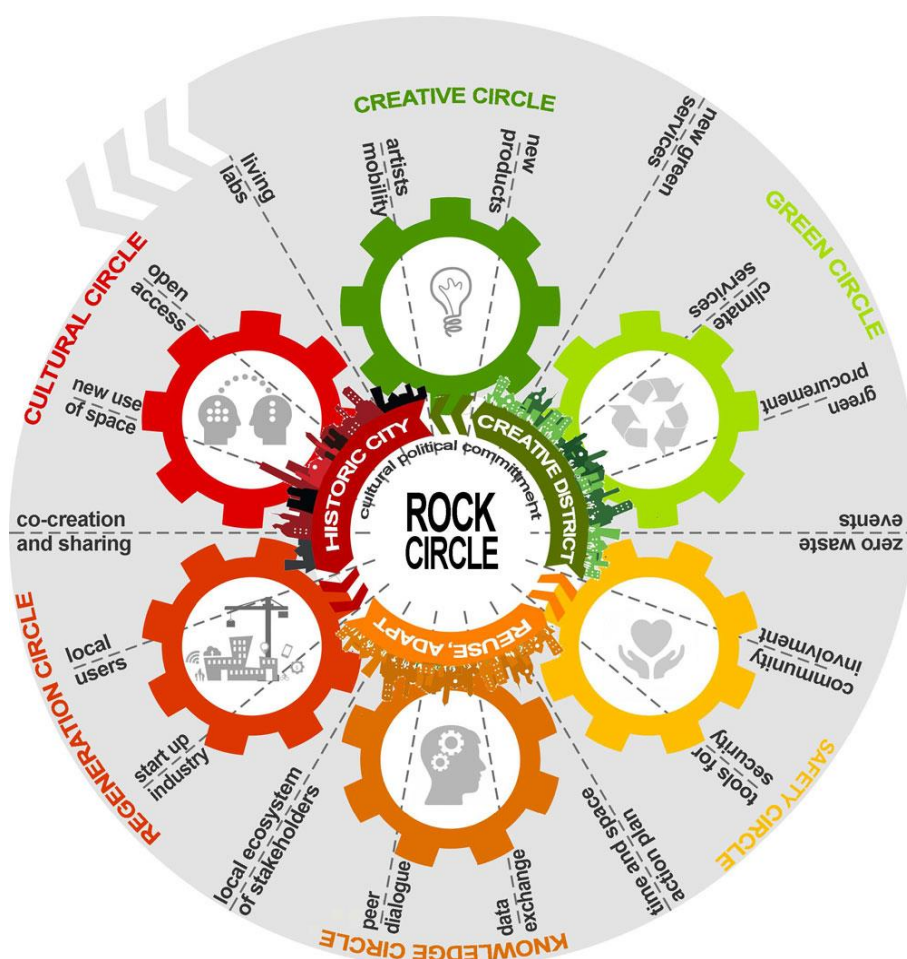 CREATIVE CIRCLE
living
labs
artists
mobility
new
products
new green
services
GREEN CIRCLE
climate
services
green
procurement
zero waste
events
SAFETY CIRCLE
community
involvment
tools for
security
time and space
action plan
KNOWLEDGE CIRCLE
data
exchange
peer
dialogue
local ecosystem
of stakeholders
REGENERATION CIRCLE
start up
industry
local
users
co-creation
and sharing
CULTURAL CIRCLE
new use
of space
open
access
HISTORIC CITY
CREATIVE DISTRICT
REUSE, ADAPT
cultural political commitment
ROCK
CIRCLE